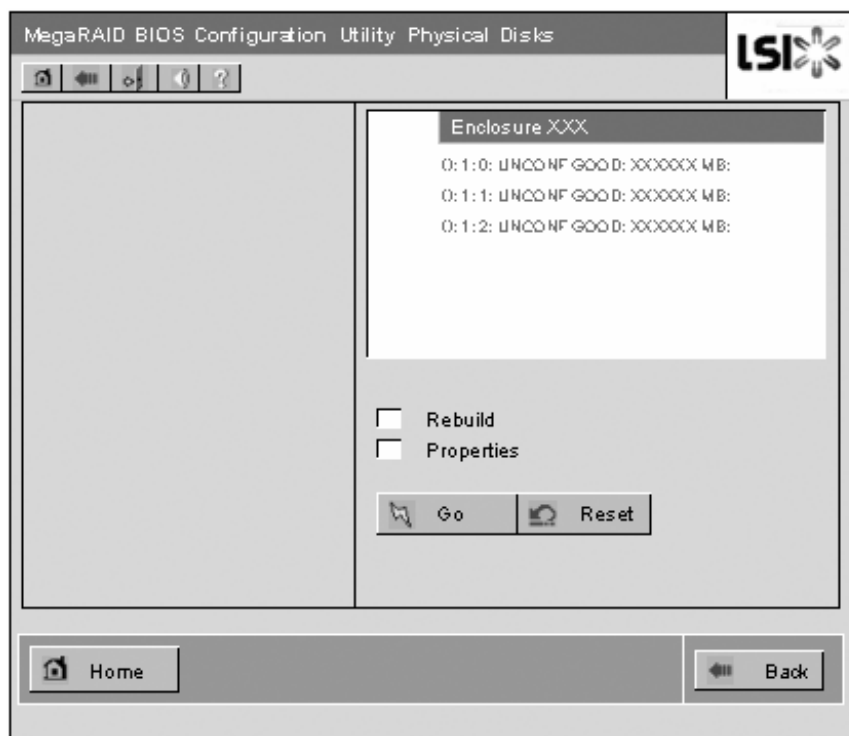 MegaRAID BIOS Configuration Utility Physical Disks
LSI
?
Enclosure XXX
0:1:0: UNCONF GOOD: XXXXXX MB:
0:1:1: UNCONF GOOD: XXXXXX MB:
0:1:2: UNCONF GOOD: XXXXXX MB:
Rebuild
Properties
Go
Reset
Home
Back